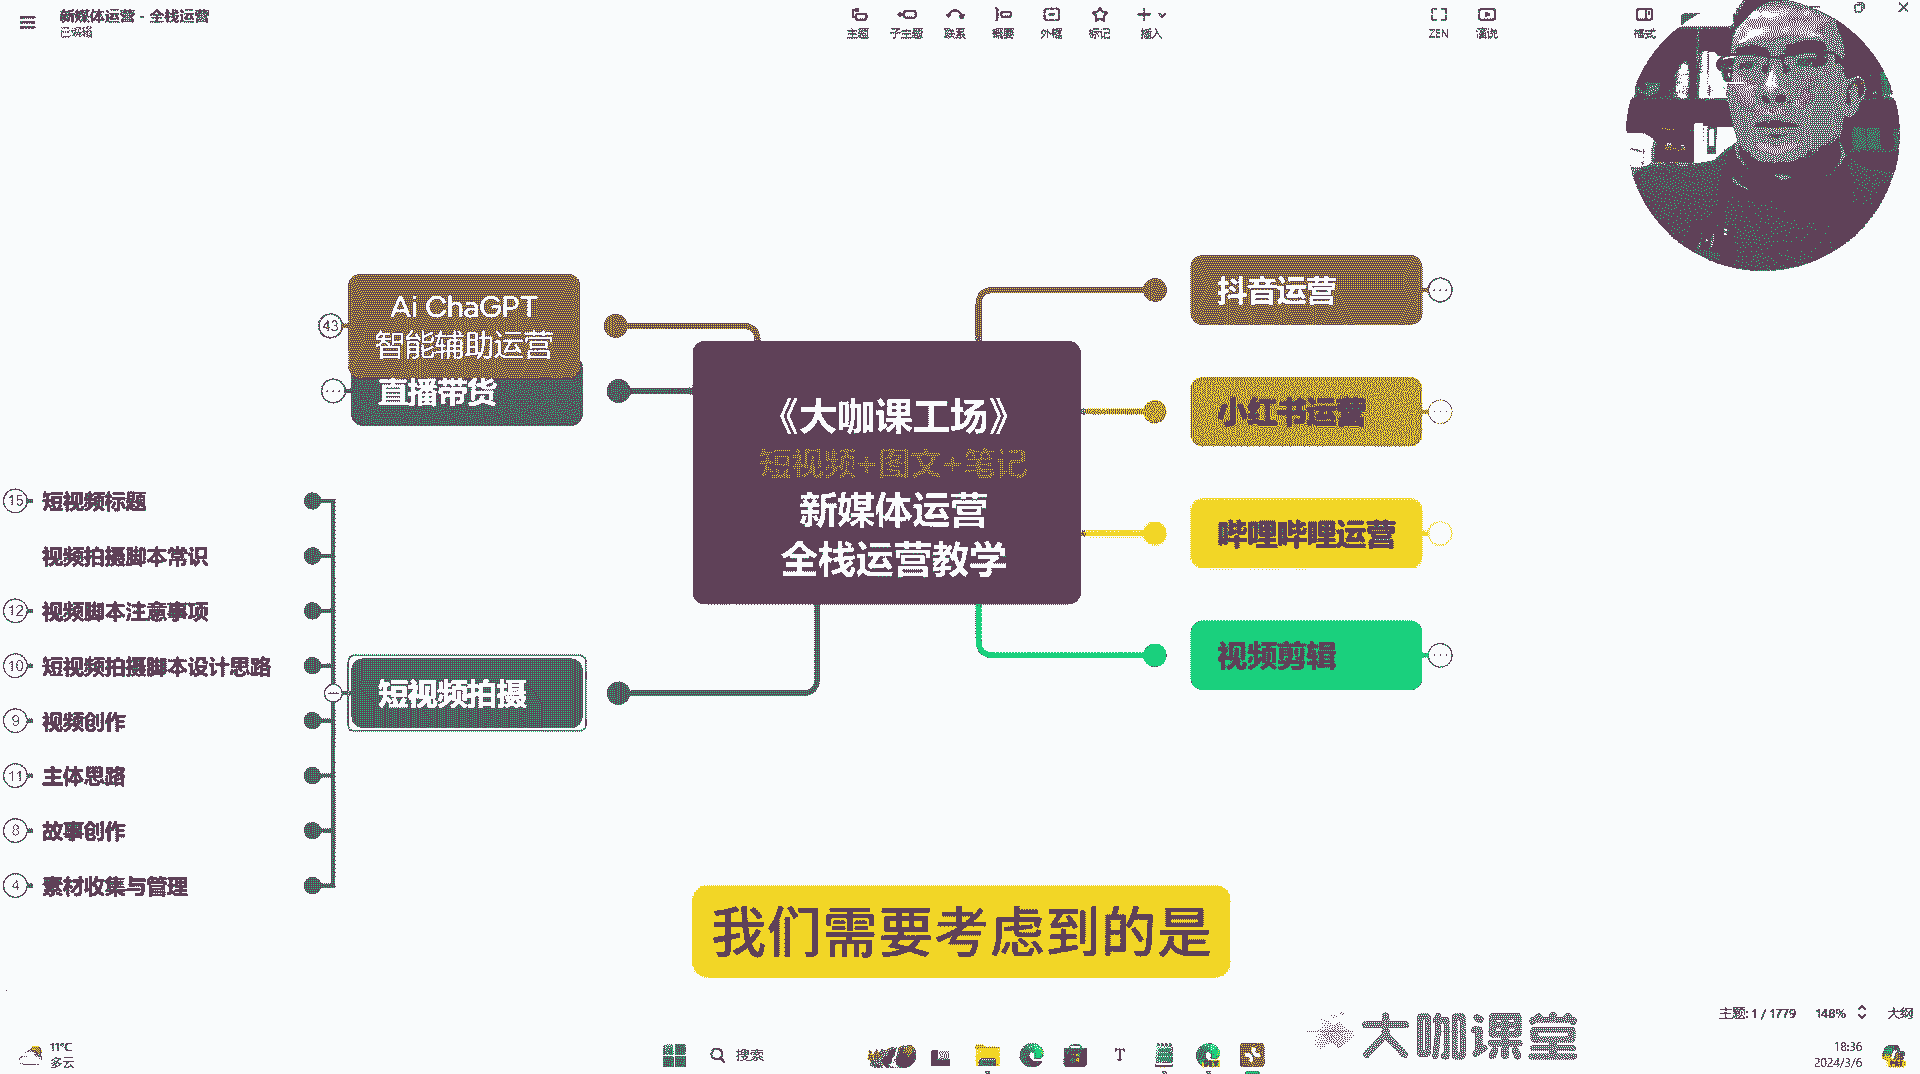 新媒体运营 - 全栈运营
已编辑
主题
子主题
联系
概要
外框
标记
插入
ZEN
演说
格式
43
Ai ChaGPT
智能辅助运营
直播带货
《大咖课工场》
短视频+图文+笔记
新媒体运营
全栈运营教学
抖音运营
小红书运营
哔哩哔哩运营
视频剪辑
短视频拍摄
15 短视频标题
视频拍摄脚本常识
12 视频脚本注意事项
10 短视频拍摄脚本设计思路
9 视频创作
11 主体思路
8 故事创作
4 素材收集与管理
我们需要考虑到的是
大咖课堂
主题: 1 / 1779
148%
大纲
11°C
多云
搜索
18:36
2024/3/6